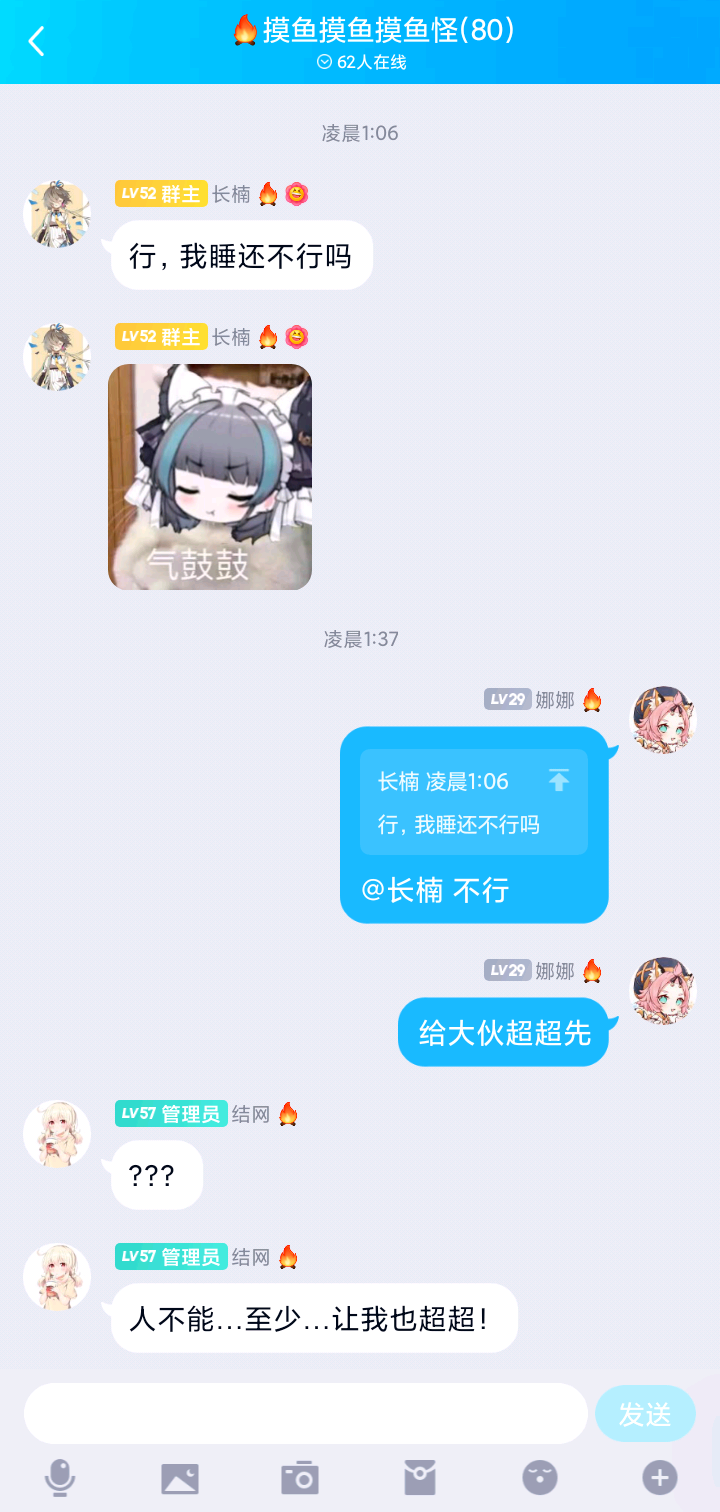 摸鱼摸鱼摸鱼怪(80)
62人在线
凌晨1:06
LV52 群主 长楠
行，我睡还不行吗
LV52 群主 长楠
气鼓鼓
凌晨1:37
LV29 娜娜
长楠 凌晨1:06
行，我睡还不行吗
@长楠 不行
LV29 娜娜
给大伙超超先
LV57 管理员 结网
???
LV57 管理员 结网
人不能...至少...让我也超超！
发送